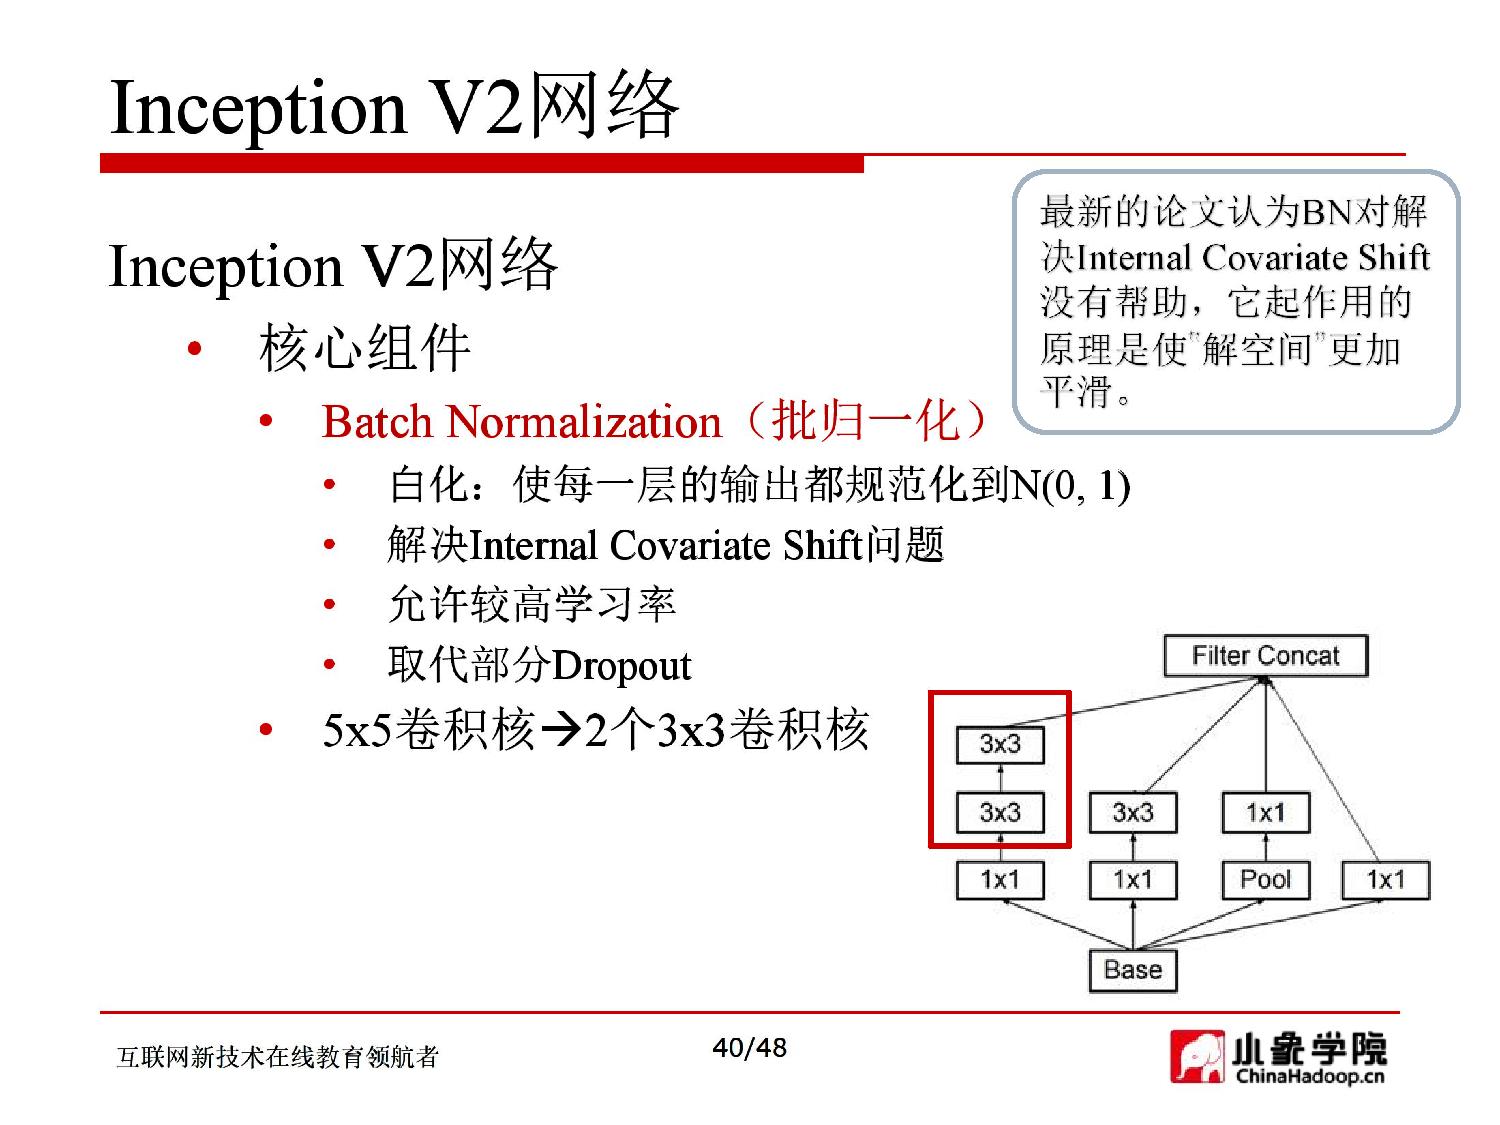 Inception V2网络
最新的论文认为BN对解
决Internal Covariate Shift
没有帮助，它起作用的
原理是使"解空间"更加
平滑。
Inception V2网络
• 核心组件
• Batch Normalization（批归一化）
• 白化：使每一层的输出都规范化到N(0, 1)
• 解决Internal Covariate Shift问题
• 允许较高学习率
• 取代部分Dropout
• 5x5卷积核→2个3x3卷积核
Filter Concat
3x3
3x3 3x3 1x1
1x1 1x1 Pool 1x1
Base
互联网新技术在线教育领航者
40/48
小象学院
ChinaHadoop.cn